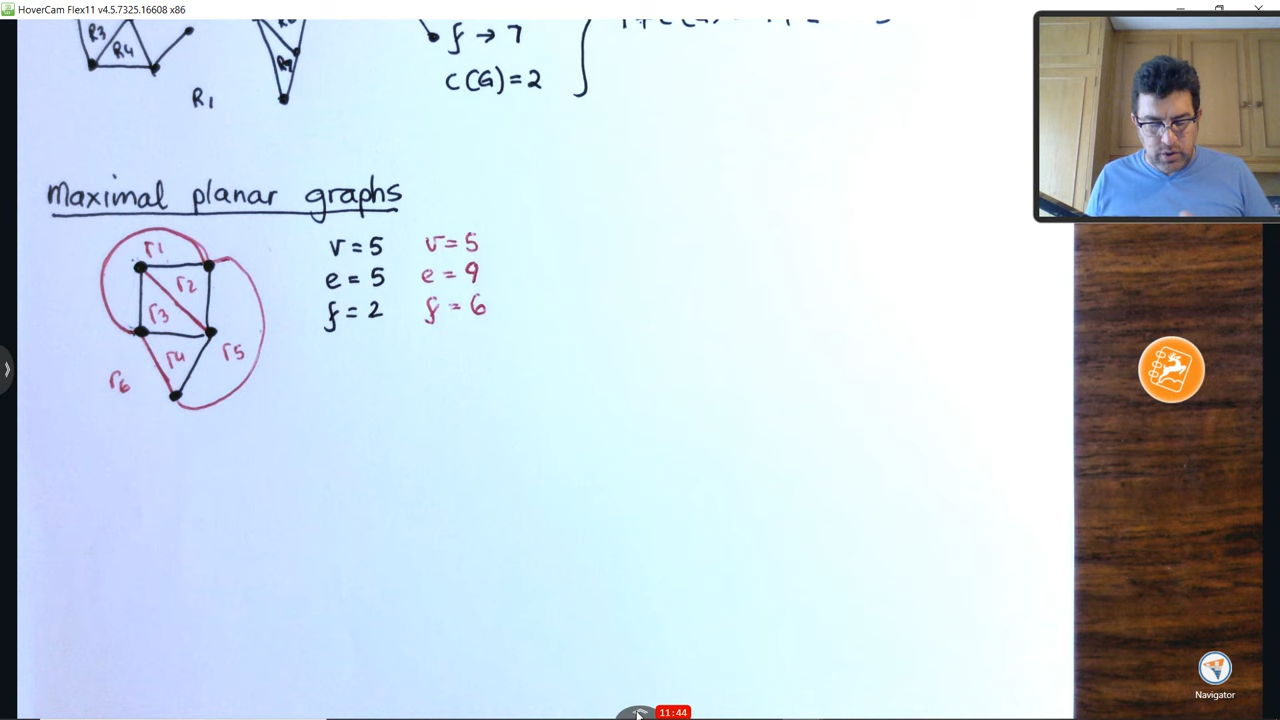 HoverCam Flex11 v4.5.7325.16608 x86
R3
R4
R7
f → 7
C(G) = 2
R1
Maximal planar graphs
r1
r2
r3
r4
r5
r6
v = 5
e = 5
f = 2
v = 5
e = 9
f = 6
Navigator
11:44